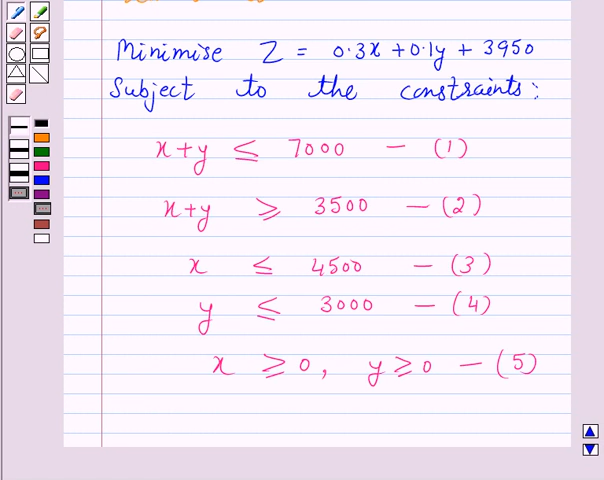 Minimise Z = 0.3x + 0.1y + 3950
Subject to the constraints:
x+y ≤ 7000 — (1)
x+y ≥ 3500 — (2)
x ≤ 4500 — (3)
y ≤ 3000 — (4)
x ≥ 0, y ≥ 0 — (5)